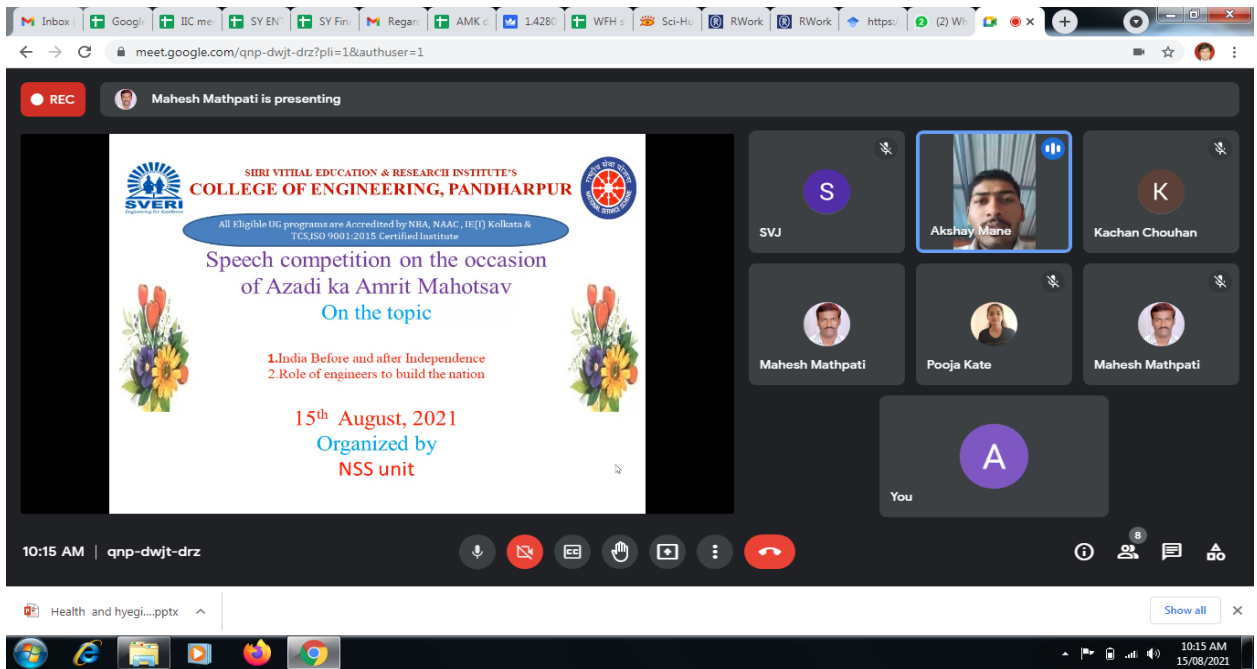 Inbox (
Google
IIC me
SY EN
SY Fin
Regar
AMK c
1.4280
WFH s
Sci-Hu
RWork
RWork
https:/
(2) Wh
meet.google.com/qnp-dwjt-drz?pli=1&authuser=1
REC
Mahesh Mathpati is presenting
SHRI VITHAL EDUCATION & RESEARCH INSTITUTE'S
COLLEGE OF ENGINEERING, PANDHARPUR
SVERI
Engineering for Excellence
All Eligible UG programs are Accredited by NBA, NAAC, IE(I) Kolkata &
TCS,ISO 9001:2015 Certified Institute
Speech competition on the occasion
of Azadi ka Amrit Mahotsav
On the topic
1.India Before and after Independence
2.Role of engineers to build the nation
15th August, 2021
Organized by
NSS unit
S
SVJ
Akshay Mane
K
Kachan Chouhan
Mahesh Mathpati
Pooja Kate
Mahesh Mathpati
A
You
10:15 AM | qnp-dwjt-drz
CC
8
Health and hyegi....pptx
Show all
10:15 AM
15/08/2021